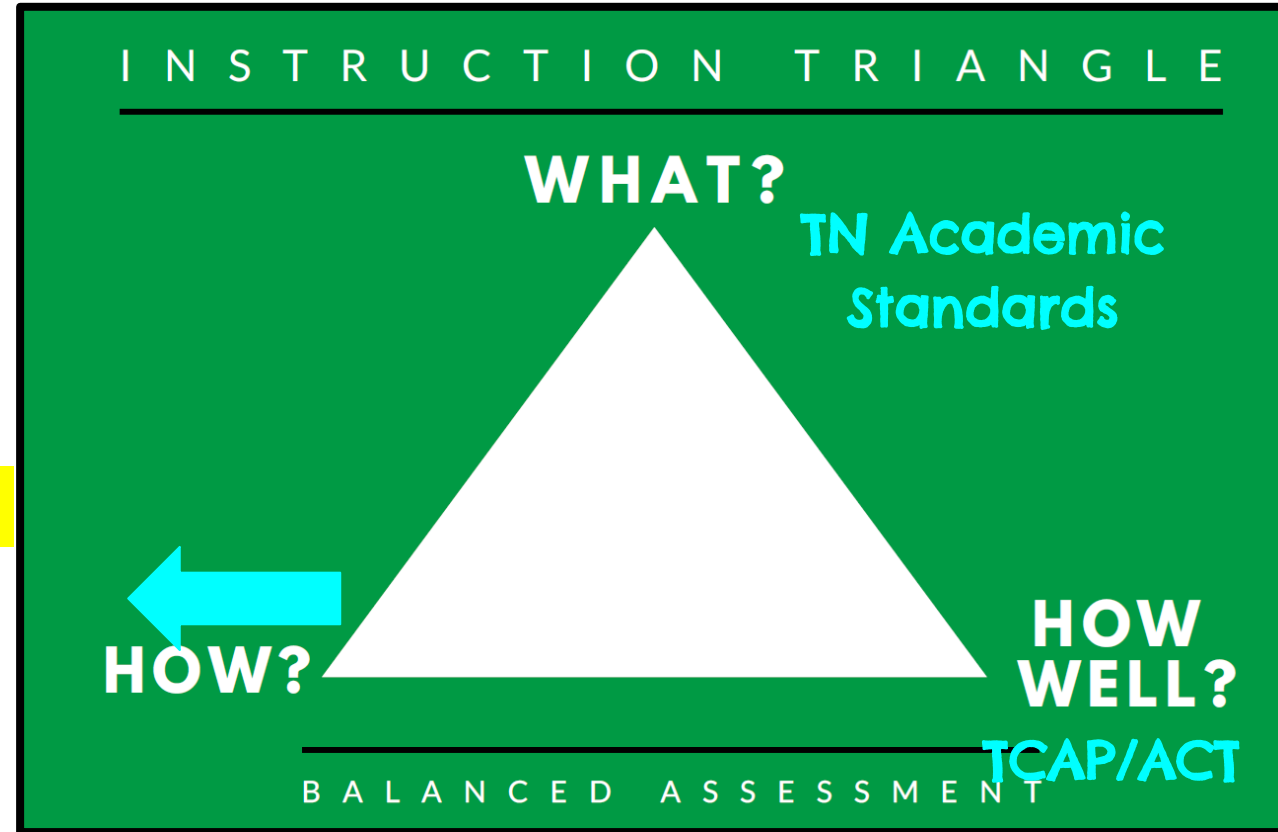 INSTRUCTION TRIANGLE
WHAT?
TN Academic
Standards
HOW?
HOW
WELL?
TCAP/ACT
BALANCED ASSESSMENT